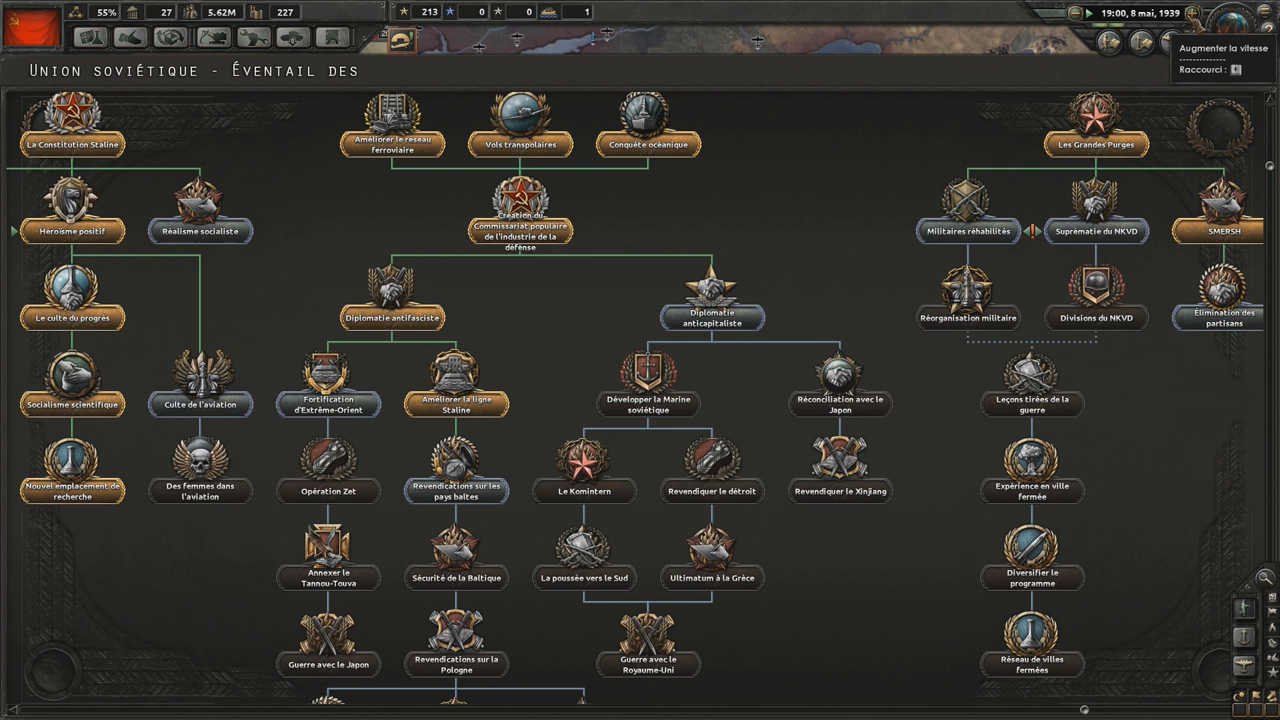 55%
27
5.62M
227
213
0
0
1
19:00, 8 mai, 1939
Augmenter la vitesse
-------------
Raccourci : +
Union soviétique - Éventail des
La Constitution Staline
Améliorer le réseau
ferroviaire
Vols transpolaires
Conquête océanique
Les Grandes Purges
Héroïsme positif
Réalisme socialiste
Création du
Commissariat populaire
de l'industrie de la
défense
Militaires réhabilités
Suprématie du NKVD
SMERSH
Le culte du progrès
Diplomatie antifasciste
Diplomatie
anticapitaliste
Réorganisation militaire
Divisions du NKVD
Élimination des
partisans
Socialisme scientifique
Culte de l'aviation
Fortification
d'Extrême-Orient
Améliorer la ligne
Staline
Développer la Marine
soviétique
Réconciliation avec le
Japon
Leçons tirées de la
guerre
Nouvel emplacement de
recherche
Des femmes dans
l'aviation
Opération Zet
Revendications sur les
pays baltes
Le Komintern
Revendiquer le détroit
Revendiquer le Xinjiang
Expérience en ville
fermée
Annexer le
Tannou-Touva
Sécurité de la Baltique
La poussée vers le Sud
Ultimatum à la Grèce
Diversifier le
programme
Guerre avec le Japon
Revendications sur la
Pologne
Guerre avec le
Royaume-Uni
Réseau de villes
fermées